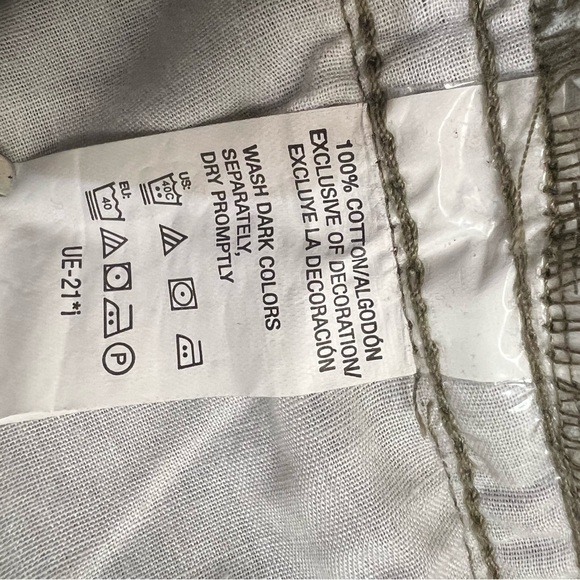 100% COTTON/ALGODÓN
EXCLUSIVE OF DECORATION/
EXCLUYE LA DECORACIÓN
WASH DARK COLORS
SEPARATELY,
DRY PROMPTLY
US:
40C
EU:
40
P
UE-21*i